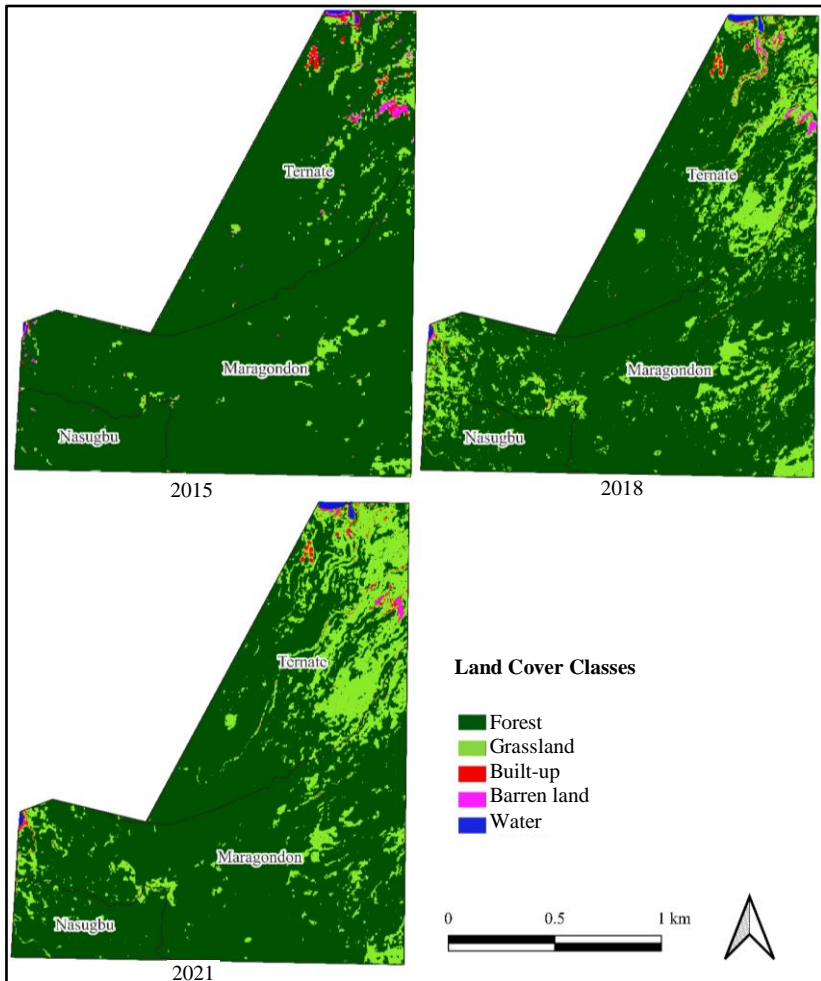 Ternate
Maragondon
Nasugbu
2015
Ternate
Maragondon
Nasugbu
2018
Ternate
Maragondon
Nasugbu
2021
Land Cover Classes
Forest
Grassland
Built-up
Barren land
Water
0 0.5 1 km